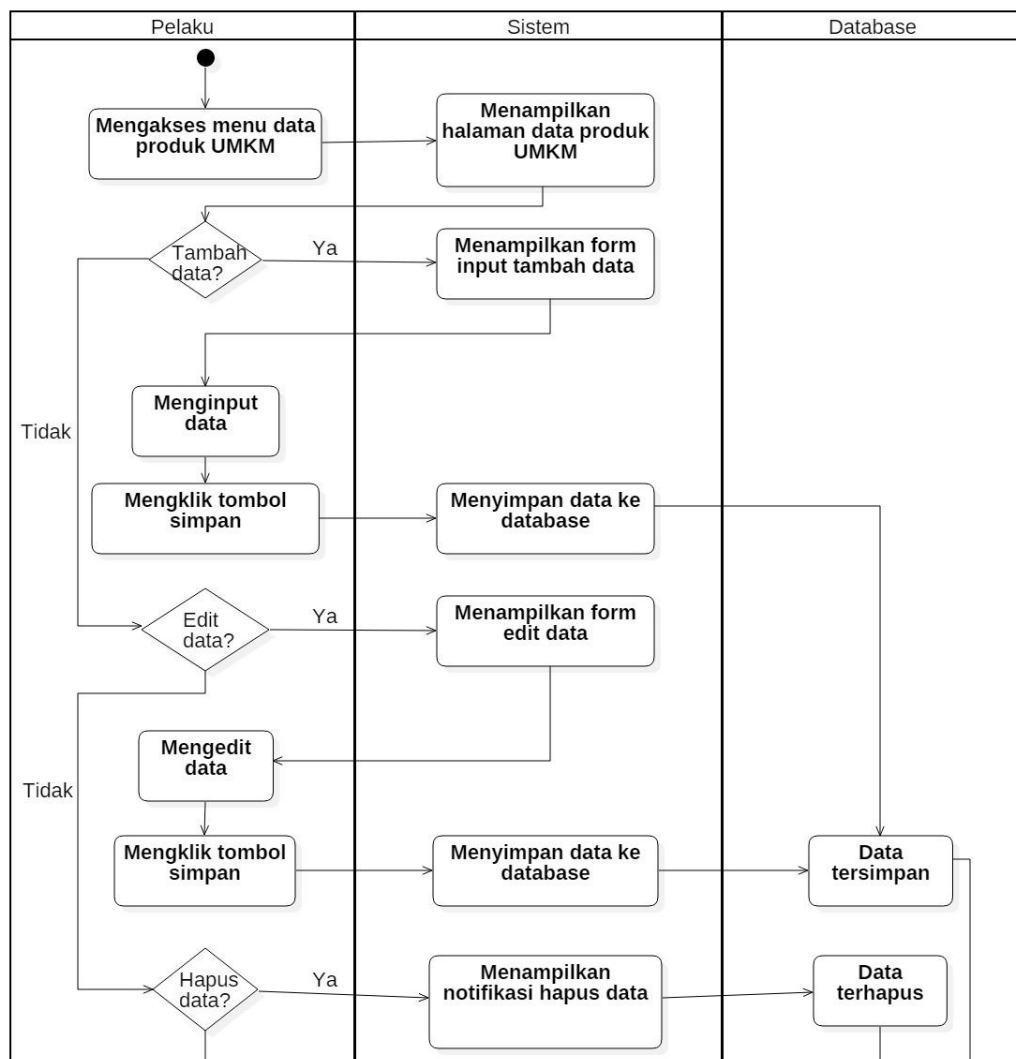 Pelaku
Sistem
Database
Mengakses menu data
produk UMKM
Menampilkan
halaman data produk
UMKM
Tambah
data?
Ya
Menampilkan form
input tambah data
Menginput
data
Tidak
Mengklik tombol
simpan
Menyimpan data ke
database
Edit
data?
Ya
Menampilkan form
edit data
Mengedit
data
Tidak
Mengklik tombol
simpan
Menyimpan data ke
database
Data
tersimpan
Hapus
data?
Ya
Menampilkan
notifikasi hapus data
Data
terhapus